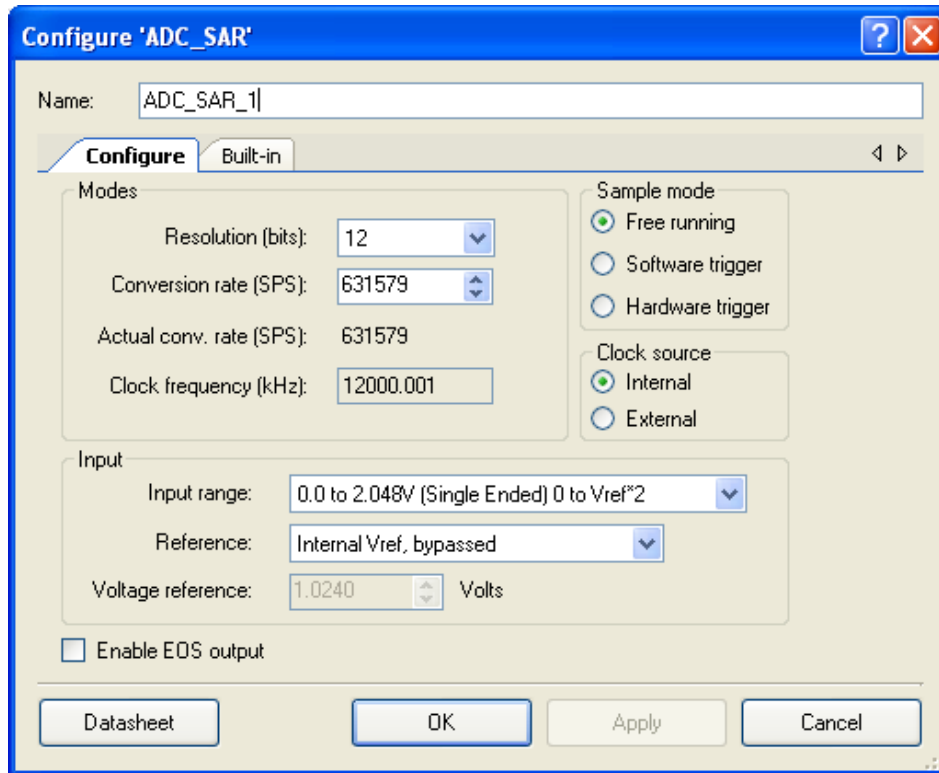 Configure 'ADC_SAR'
Name: ADC_SAR_1
Configure Built-in
Modes
Resolution (bits): 12
Conversion rate (SPS): 631579
Actual conv. rate (SPS): 631579
Clock frequency (kHz): 12000.001
Sample mode
Free running
Software trigger
Hardware trigger
Clock source
Internal
External
Input
Input range: 0.0 to 2.048V (Single Ended) 0 to Vref*2
Reference: Internal Vref, bypassed
Voltage reference: 1.0240 Volts
Enable EOS output
Datasheet OK Apply Cancel